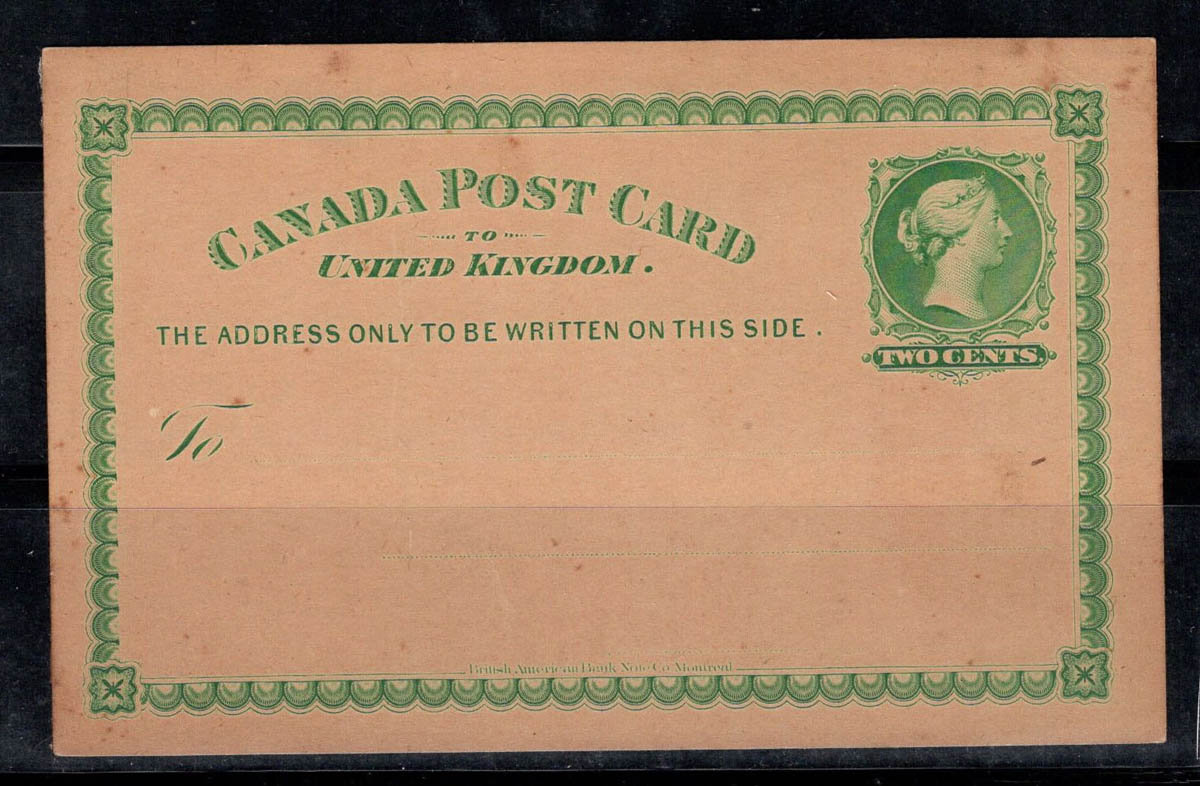 CANADA POST CARD
TO
UNITED KINGDOM.
THE ADDRESS ONLY TO BE WRITTEN ON THIS SIDE.
TWO CENTS.
To
British American Bank Note Co Montreal